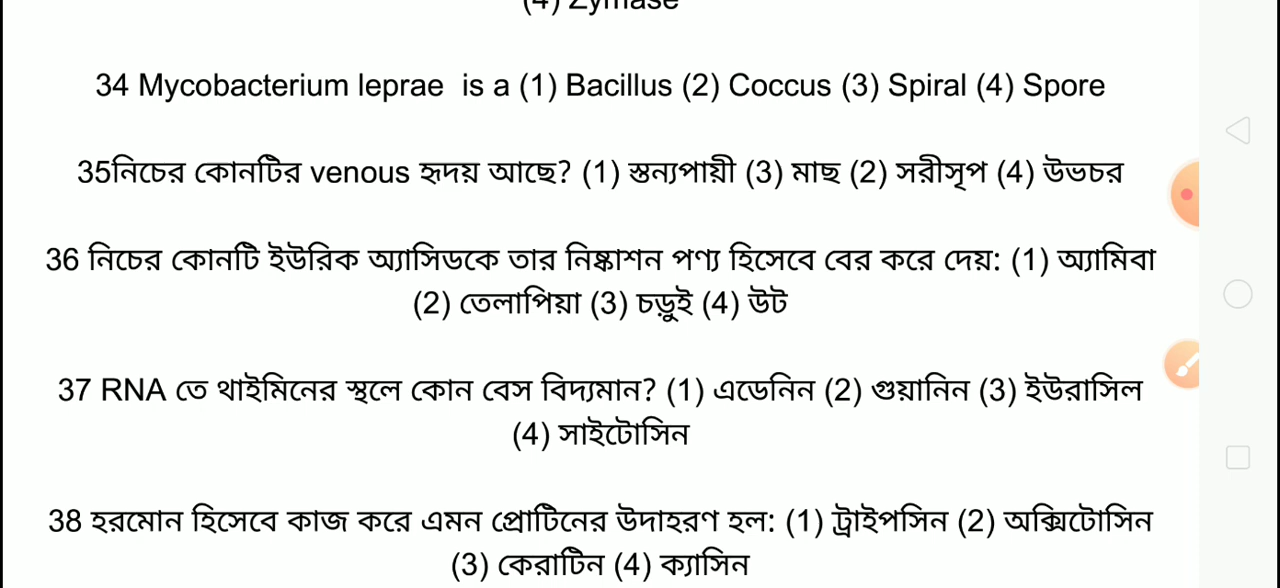 (4) Zymase
34 Mycobacterium leprae is a (1) Bacillus (2) Coccus (3) Spiral (4) Spore
35নিচের কোনটির venous হৃদয় আছে? (1) স্তন্যপায়ী (3) মাছ (2) সরীসৃপ (4) উভচর
36 নিচের কোনটি ইউরিক অ্যাসিডকে তার নিষ্কাশন পণ্য হিসেবে বের করে দেয়: (1) অ্যামিবা
(2) তেলাপিয়া (3) চড়ুই (4) উট
37 RNA তে থাইমিনের স্থলে কোন বেস বিদ্যমান? (1) এডেনিন (2) গুয়ানিন (3) ইউরাসিল
(4) সাইটোসিন
38 হরমোন হিসেবে কাজ করে এমন প্রোটিনের উদাহরণ হল: (1) ট্রাইপসিন (2) অক্সিটোসিন
(3) কেরাটিন (4) ক্যাসিন